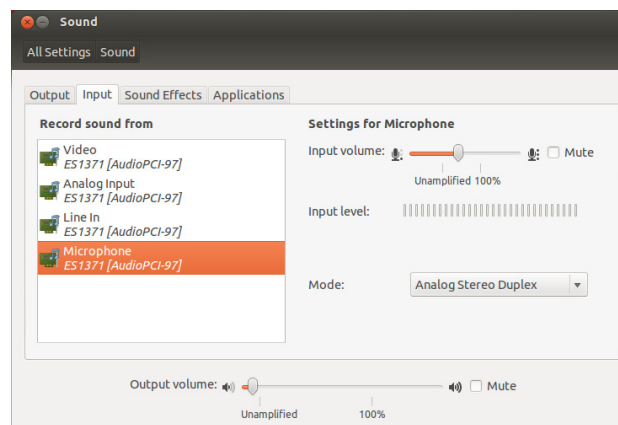 Sound
All Settings Sound
Output Input Sound Effects Applications
Record sound from
Video
ES1371 [AudioPCI-97]
Analog Input
ES1371 [AudioPCI-97]
Line In
ES1371 [AudioPCI-97]
Microphone
ES1371 [AudioPCI-97]
Settings for Microphone
Input volume: Mute
Unamplified 100%
Input level:
Mode: Analog Stereo Duplex
Output volume: Mute
Unamplified 100%